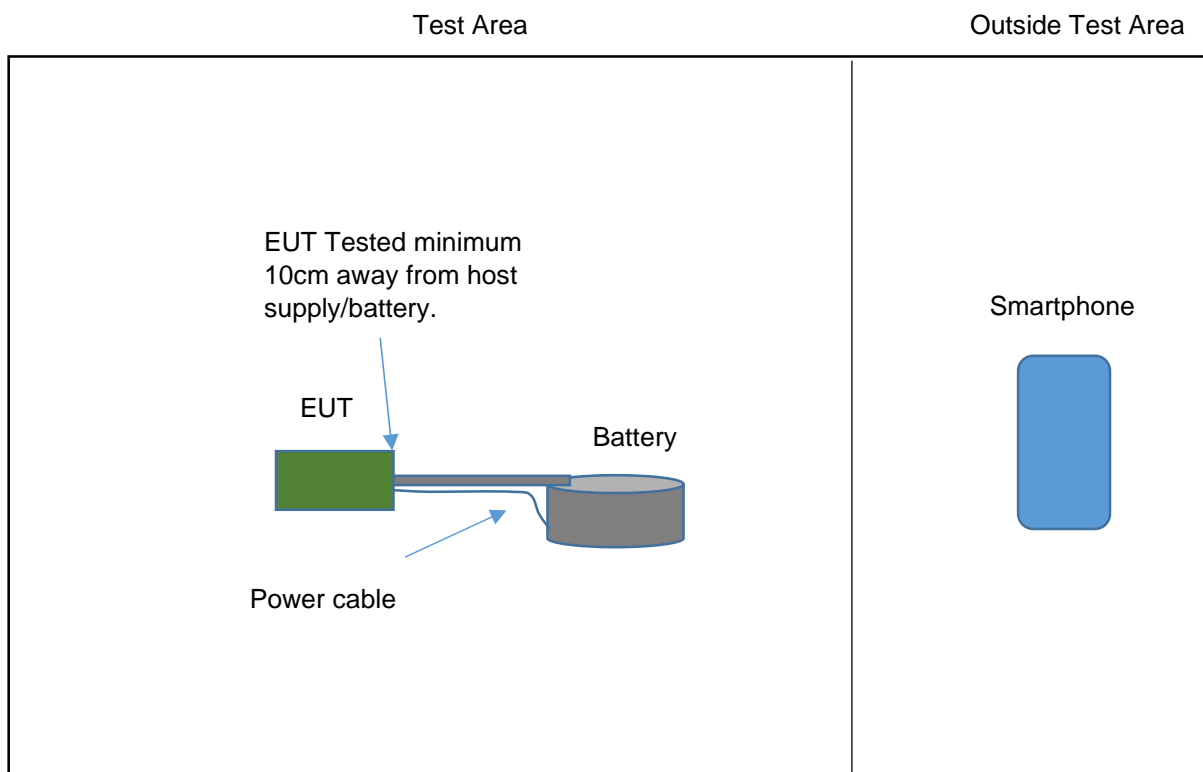 Test Area
Outside Test Area
EUT Tested minimum
10cm away from host
supply/battery.
Smartphone
EUT
Battery
Power cable